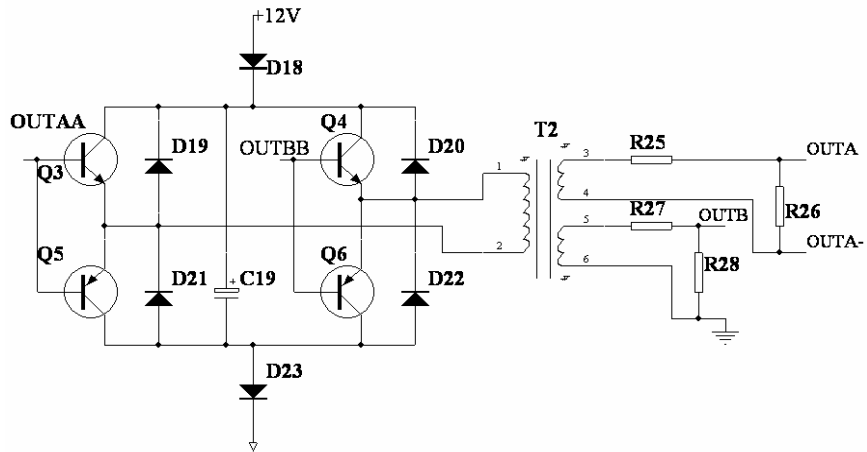 +12V
D18
OUTAA
Q3
D19
Q4
OUTBB
D20
T2
1
2
3
4
5
6
R25
OUTA
R26
OUTA-
R27
OUTB
R28
Q5
D21
+
C19
Q6
D22
D23